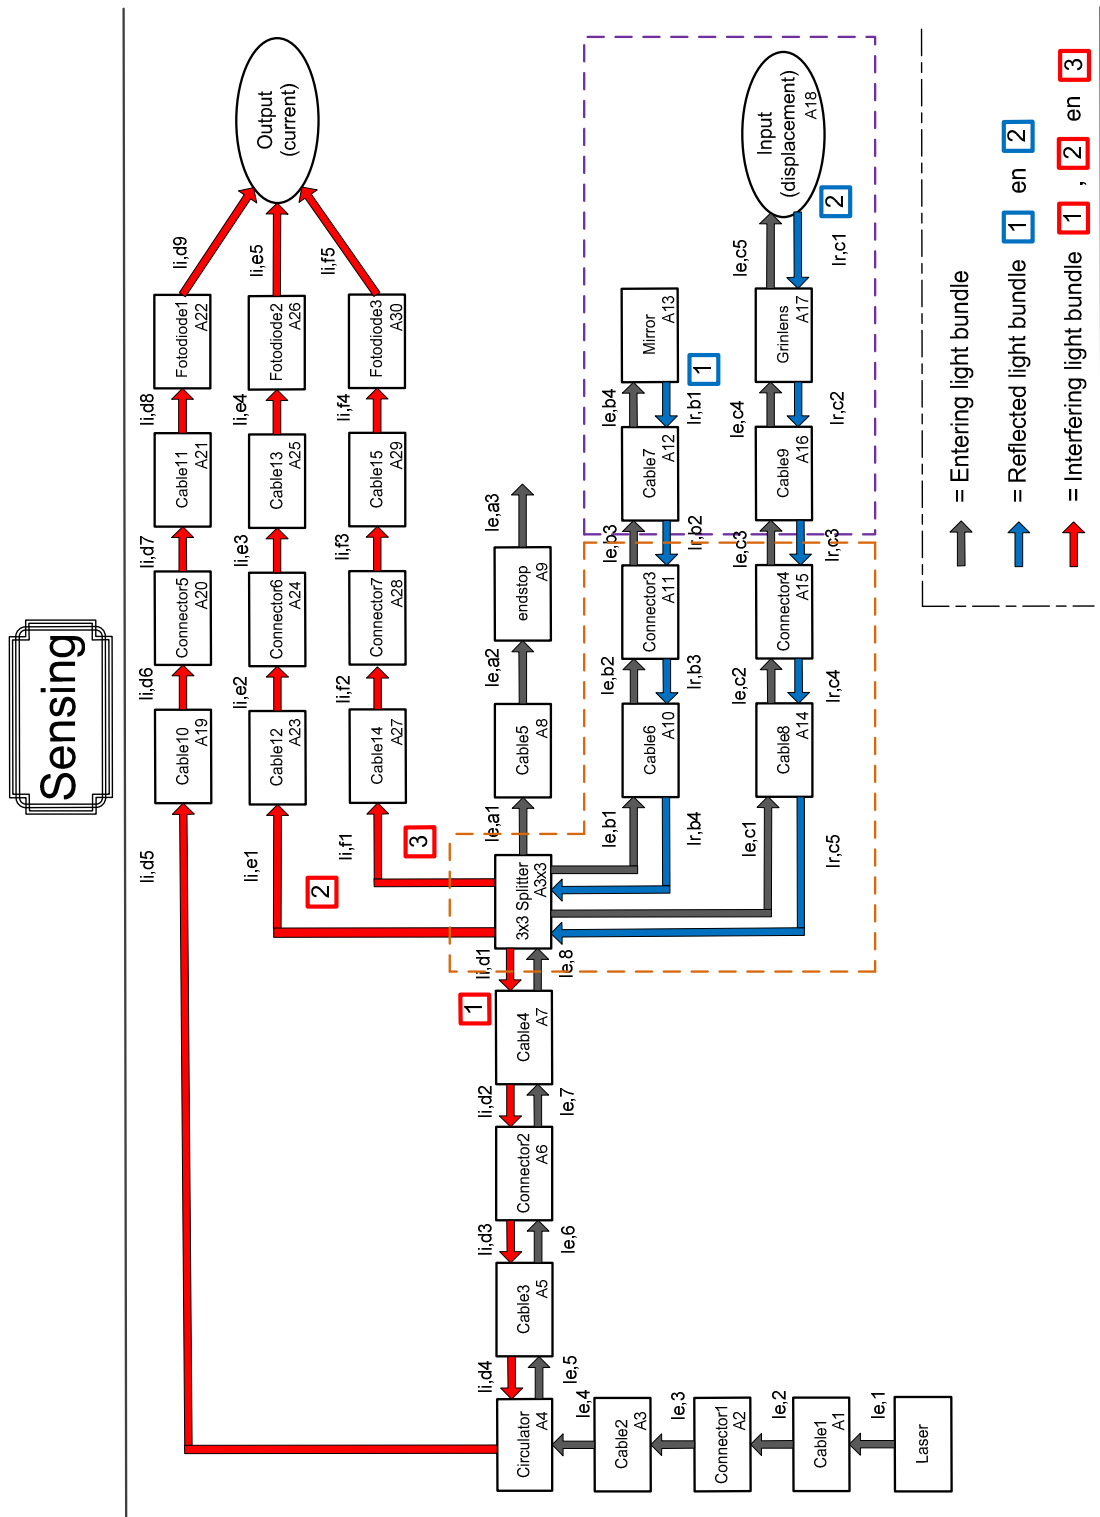 Sensing
Ii,d5
Cable10
A19
Ii,d6
Connector5
A20
Ii,d7
Cable11
A21
Ii,d8
Fotodiode1
A22
Ii,d9
Output
(current)
2
Ii,e1
Cable12
A23
Ii,e2
Connector6
A24
Ii,e3
Cable13
A25
Ii,e4
Fotodiode2
A26
Ii,e5
3
Ii,f1
Cable14
A27
Ii,f2
Connector7
A28
Ii,f3
Cable15
A29
Ii,f4
Fotodiode3
A30
Ii,f5
Laser
Ie,1
Cable1
A1
Ie,2
Connector1
A2
Ie,3
Cable2
A3
Ie,4
Circulator
A4
Ii,d4
Ie,5
Cable3
A5
Ii,d3
Ie,6
Connector2
A6
Ii,d2
Ie,7
Cable4
A7
1
Ii,d1
Ie,8
3x3 Splitter
A3x3
Ie,a1
Cable5
A8
Ie,a2
endstop
A9
Ie,a3
Ie,b1
Ir,b4
Cable6
A10
Ie,b2
Ir,b3
Connector3
A11
Ie,b3
Ir,b2
Cable7
A12
Ie,b4
Ir,b1
1
Mirror
A13
Ie,c1
Ir,c5
Cable8
A14
Ie,c2
Ir,c4
Connector4
A15
Ie,c3
Ir,c3
Cable9
A16
Ie,c4
Ir,c2
Grinlens
A17
Ie,c5
Ir,c1
2
Input
(displacement)
A18
= Entering light bundle
= Reflected light bundle 1 en 2
= Interfering light bundle 1 , 2 en 3